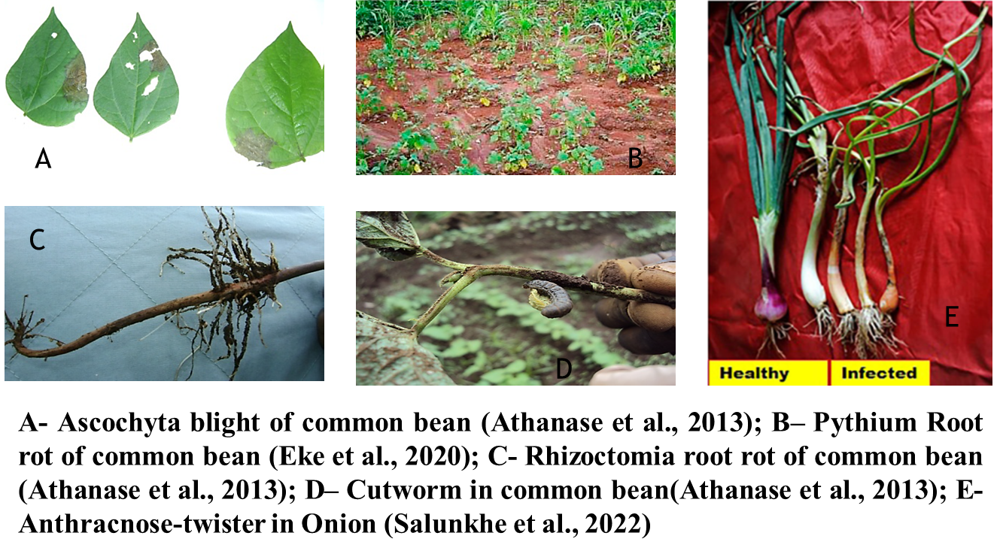 A
B
C
D
E
Healthy
Infected
A- Ascochyta blight of common bean (Athanase et al., 2013); B– Pythium Root
rot of common bean (Eke et al., 2020); C- Rhizoctomia root rot of common bean
(Athanase et al., 2013); D– Cutworm in common bean(Athanase et al., 2013); E-
Anthracnose-twister in Onion (Salunkhe et al., 2022)